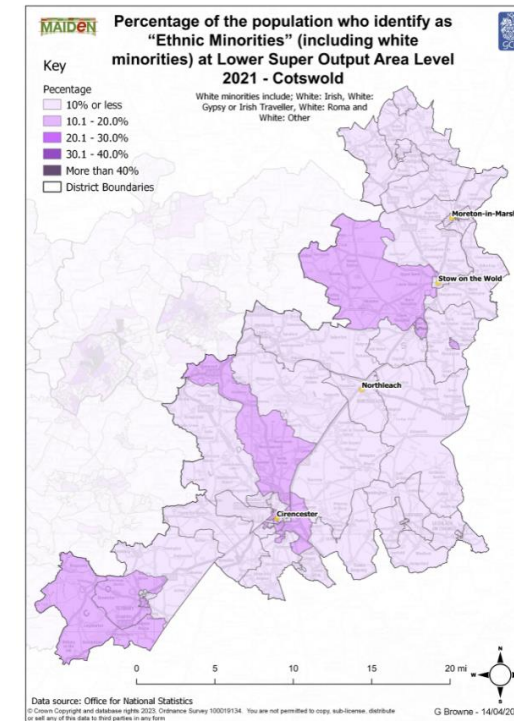 MAIDEN
Percentage of the population who identify as
“Ethnic Minorities” (including white
minorities) at Lower Super Output Area Level
2021 - Cotswold
White minorities include; White: Irish, White:
Gypsy or Irish Traveller, White: Roma and
White: Other
Key
Pecentage
10% or less
10.1 - 20.0%
20.1 - 30.0%
30.1 - 40.0%
More than 40%
District Boundaries
Moreton-in-Marsh
Stow on the Wold
Northleach
Cirencester
0 5 10 15 20 mi
N
W
S
Data source: Office for National Statistics
© Crown Copyright and database rights 2023. Ordnance Survey 100019134. You are not permitted to copy, sub-license, distribute
or sell any of this data to third parties in any form
G Browne - 14/04/20